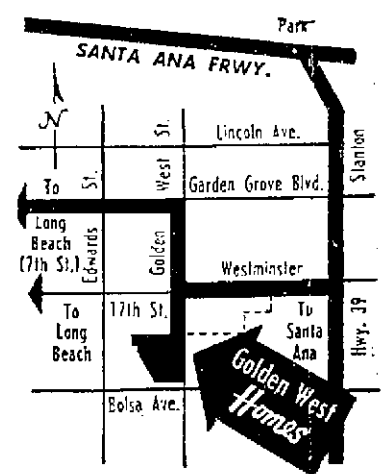 Park
SANTA ANA FRWY.
N
Lincoln Ave.
Stanton
West St.
St.
To
Garden Grove Blvd.
Long
Beach
(7th St.)
Edwards
Golden
Westminster
To
Long
Beach
17th St.
To
Santa
Ana
Hwy. 39
Golden West
Homes
Bolsa Ave.